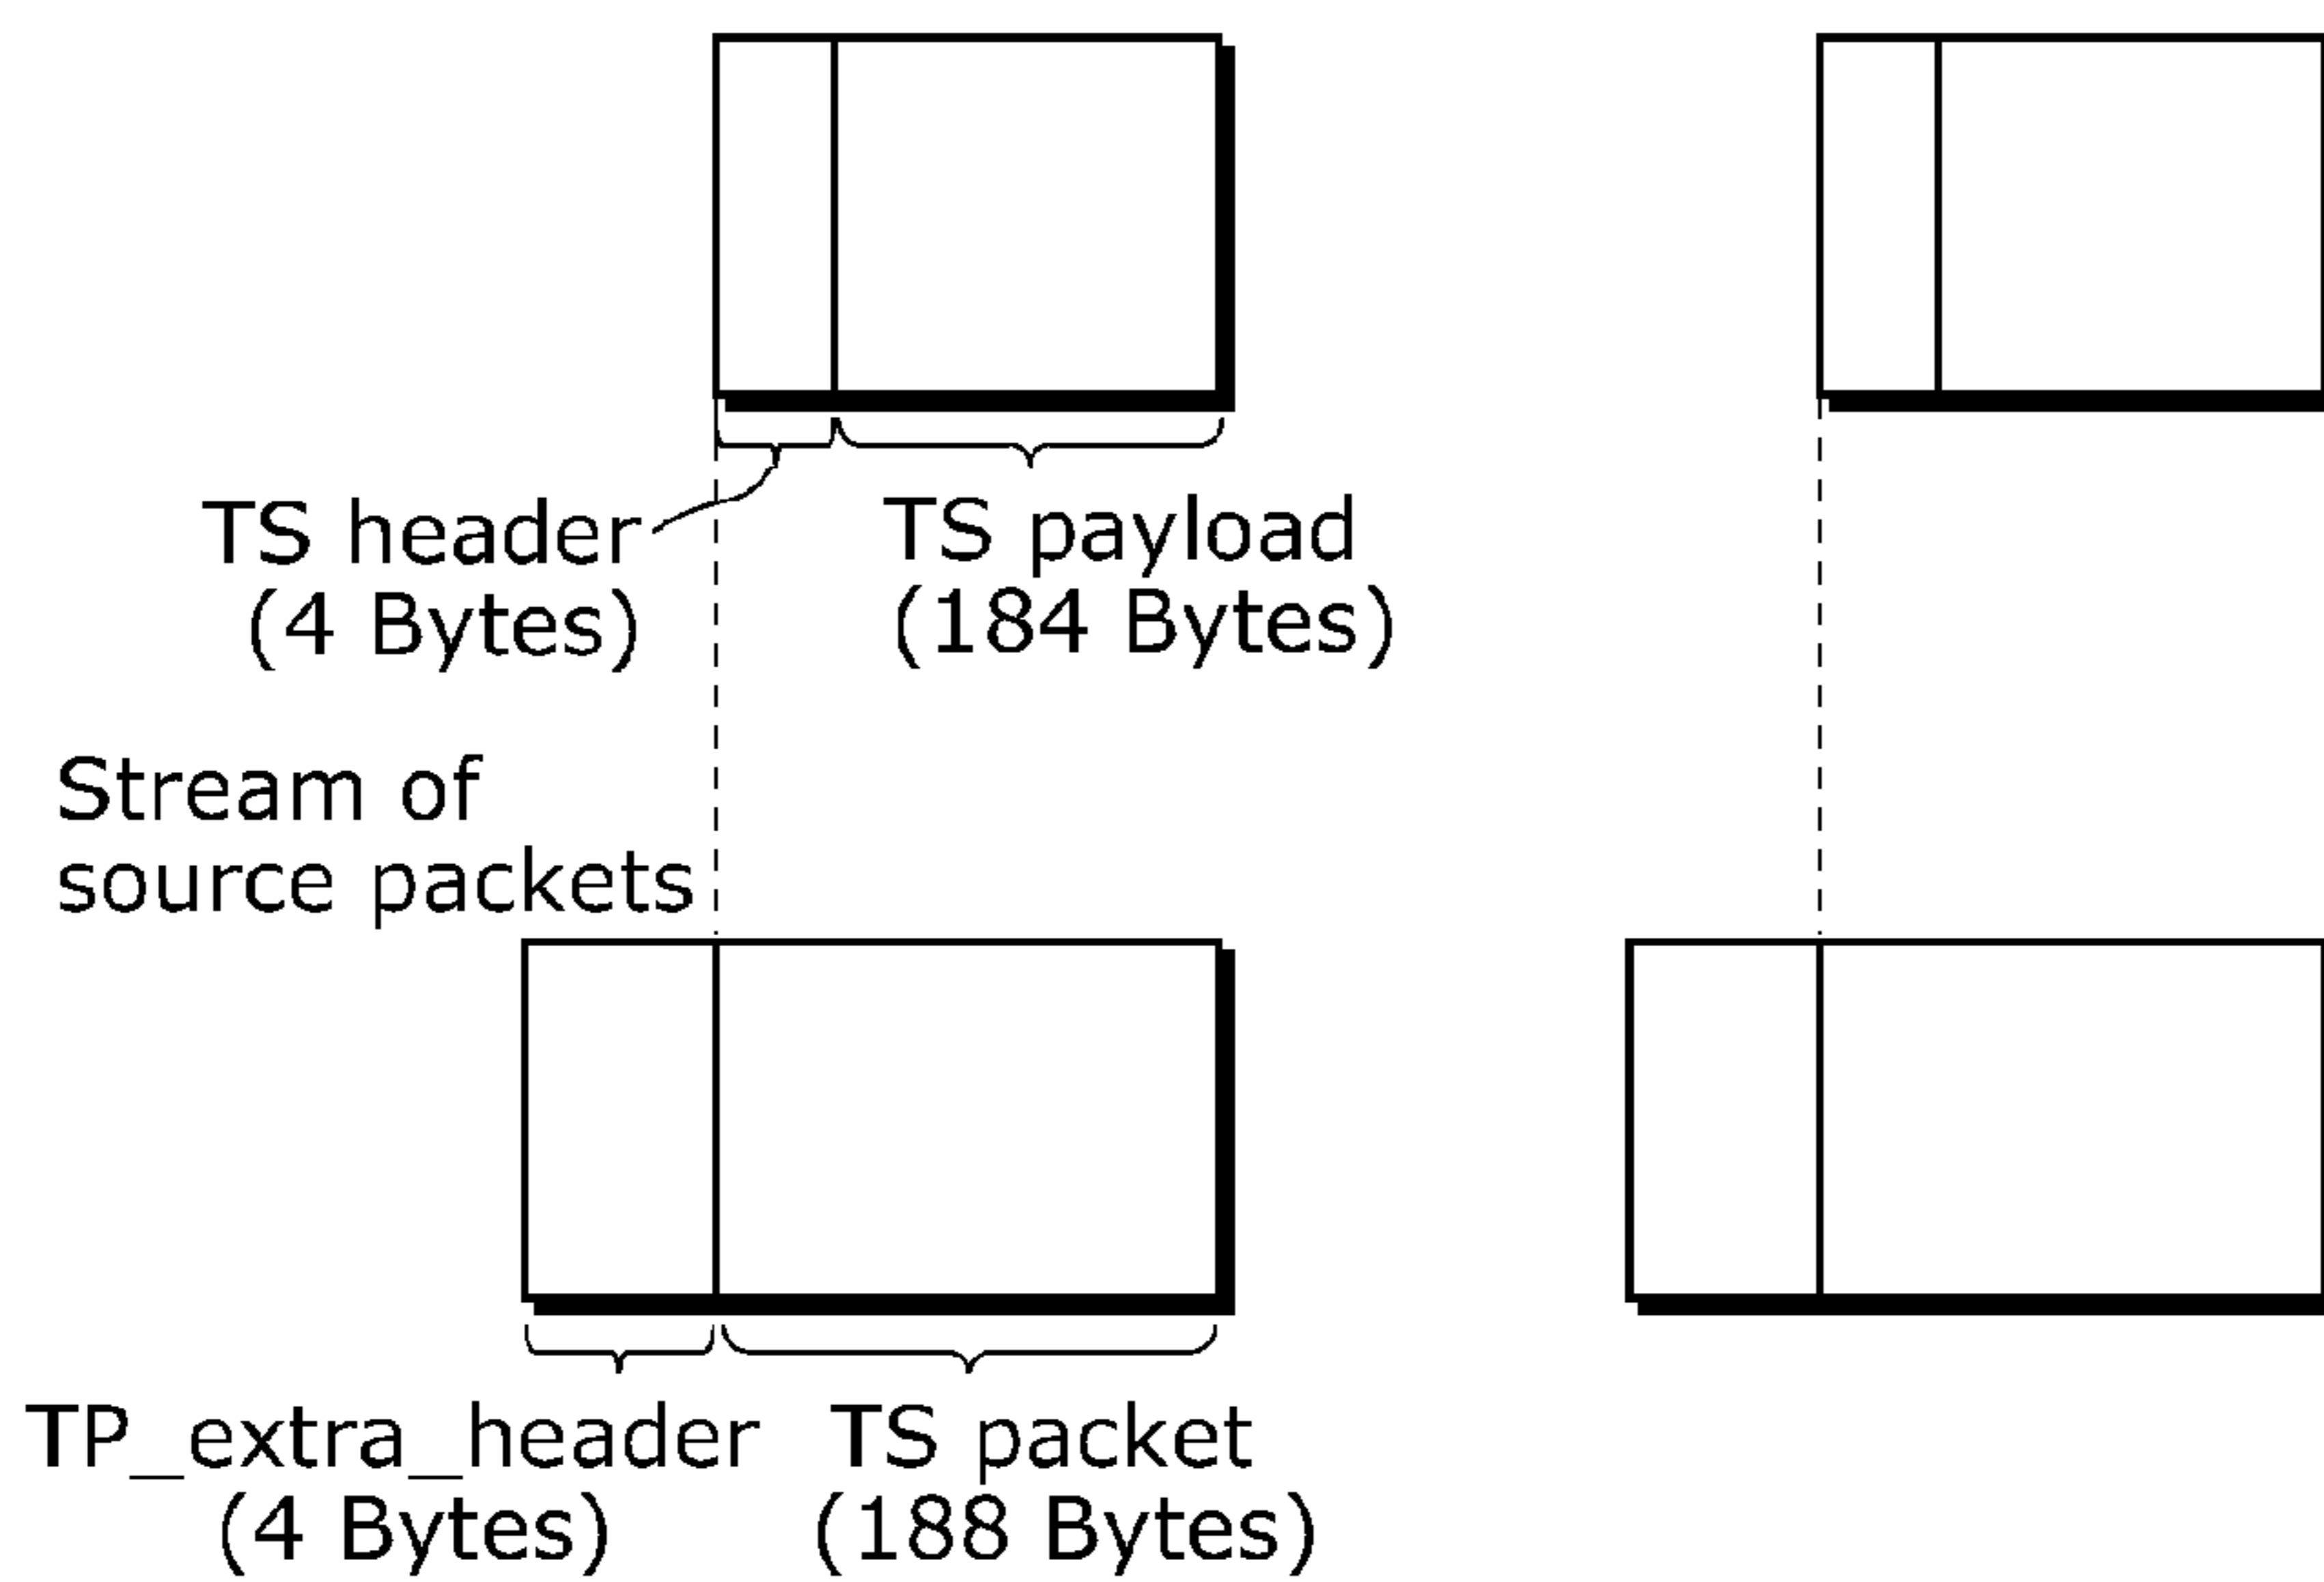 TS header
(4 Bytes)
TS payload
(184 Bytes)
Stream of
source packets
TP_extra_header
(4 Bytes)
TS packet
(188 Bytes)